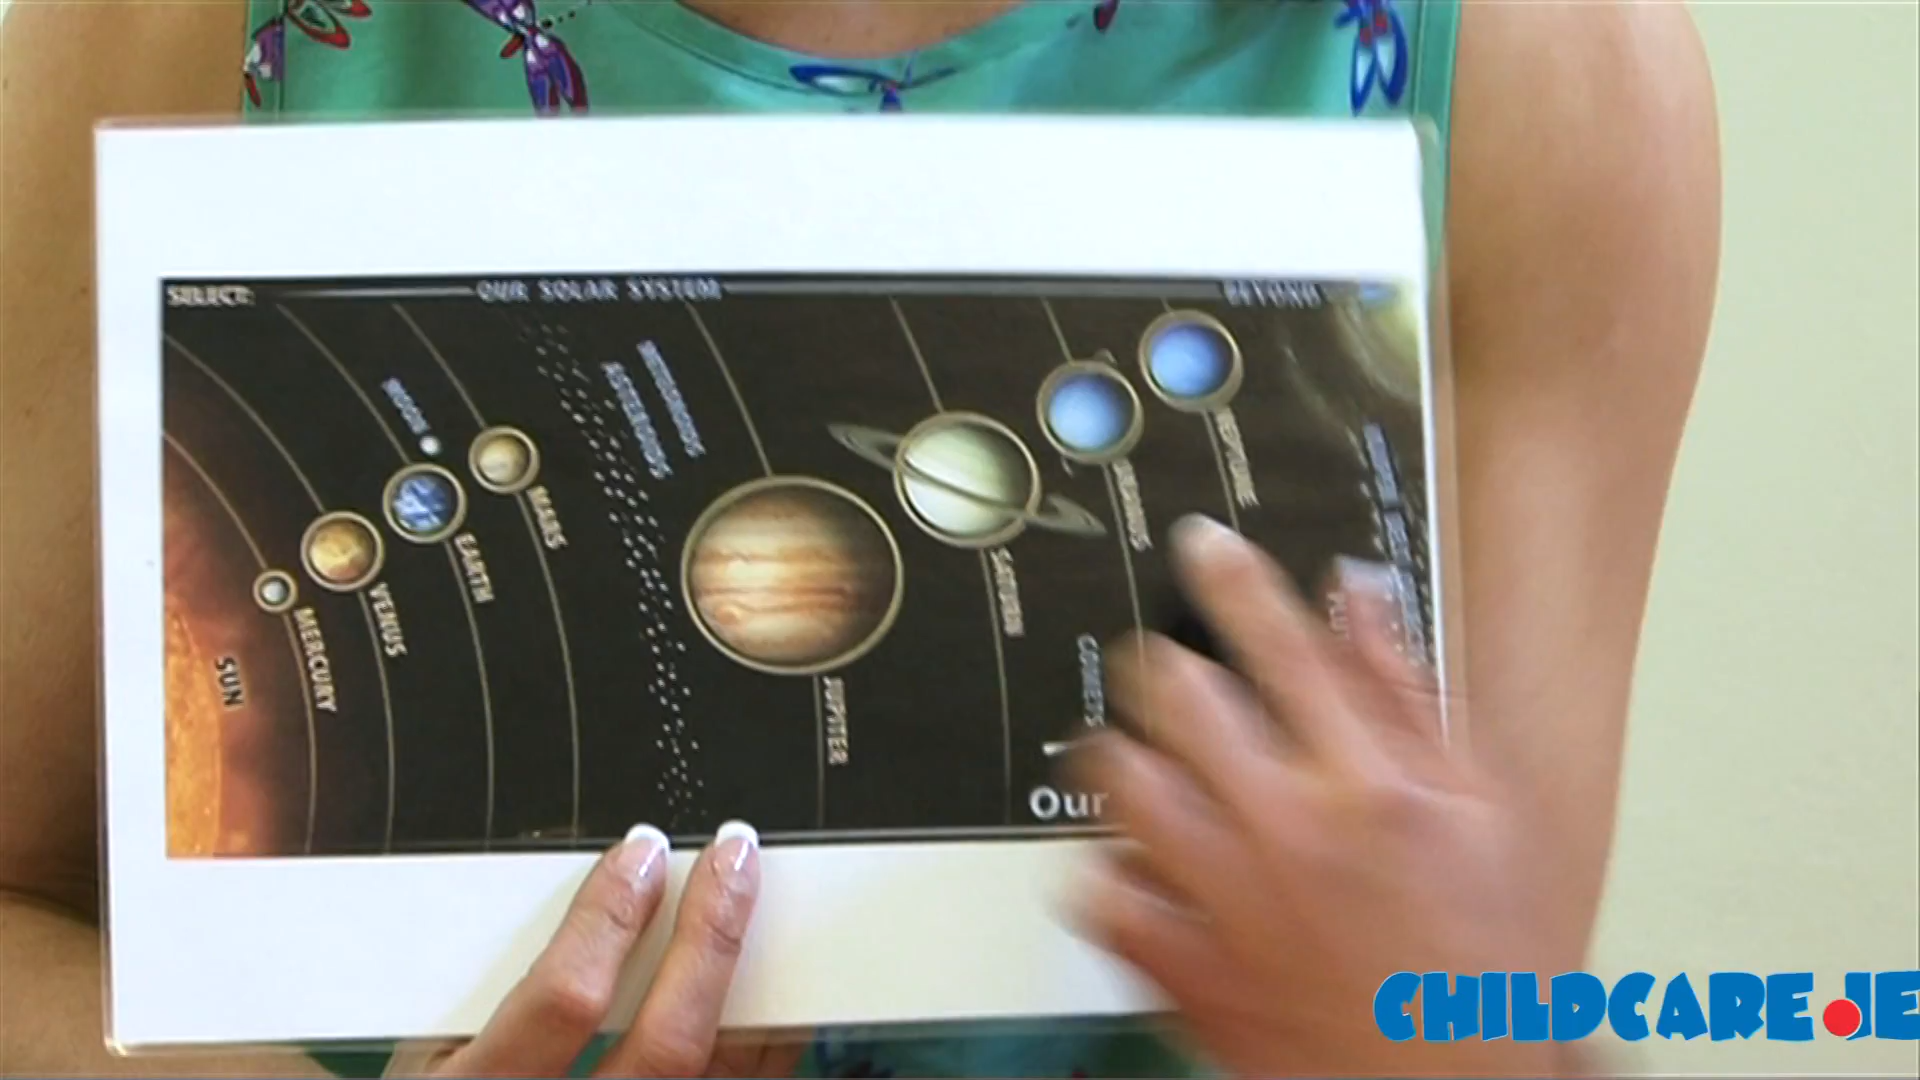 SELECT:
OUR SOLAR SYSTEM
BEYOND
SUN
MERCURY
VENUS
EARTH
MOON
MARS
ASTEROIDS
JUPITER
SATURN
URANUS
NEPTUNE
COMETS
Our
CHILDCARE.IE